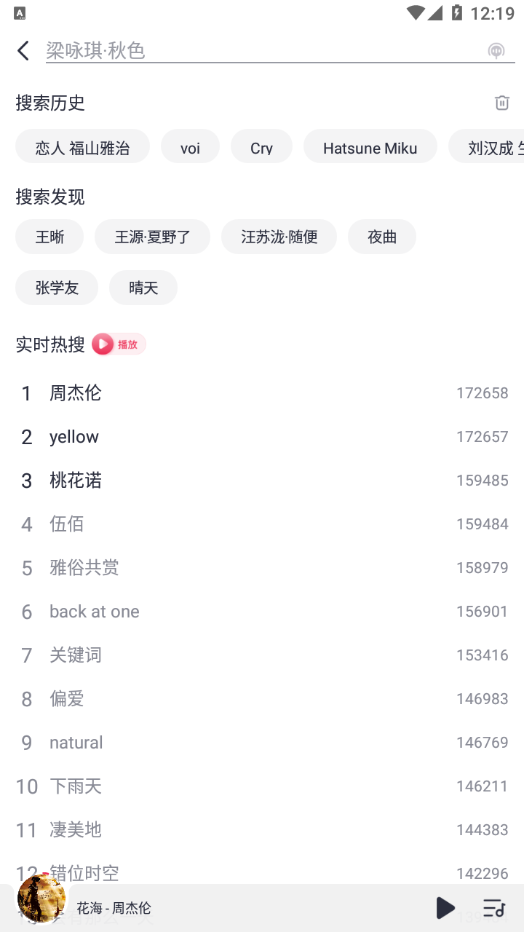 12:19
梁咏琪·秋色
搜索历史
恋人 福山雅治 voi Cry Hatsune Miku 刘汉成
搜索发现
王晰 王源·夏野了 汪苏泷·随便 夜曲
张学友 晴天
实时热搜 播放
1 周杰伦 172658
2 yellow 172657
3 桃花诺 159485
4 伍佰 159484
5 雅俗共赏 158979
6 back at one 156901
7 关键词 153416
8 偏爱 146983
9 natural 146769
10 下雨天 146211
11 凄美地 144383
12 错位时空 142296
花海 - 周杰伦